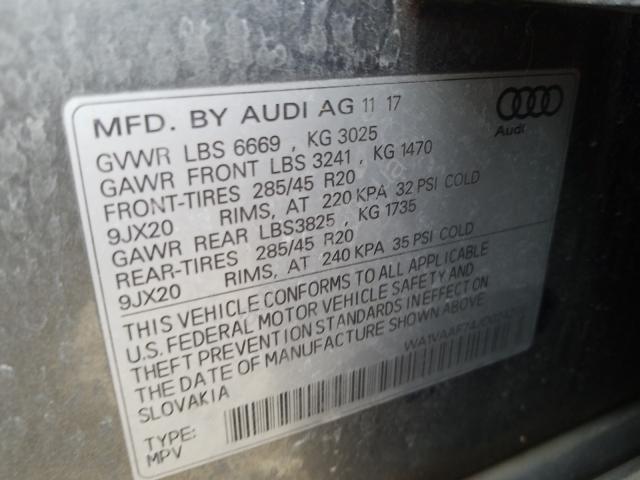 MFD. BY AUDI AG 11 17
Audi
GVWR LBS 6669 , KG 3025
GAWR FRONT LBS 3241 , KG 1470
FRONT-TIRES 285/45 R20
9JX20 RIMS, AT 220 KPA 32 PSI COLD
GAWR REAR LBS3825 , KG 1735
REAR-TIRES 285/45 R20
9JX20 RIMS, AT 240 KPA 35 PSI COLD
THIS VEHICLE CONFORMS TO ALL APPLICABLE
U.S. FEDERAL MOTOR VEHICLE SAFETY AND
THEFT PREVENTION STANDARDS IN EFFECT ON
THE DATE OF MANUFACTURE SHOWN ABOVE
SLOVAKIA
TYPE:
MPV